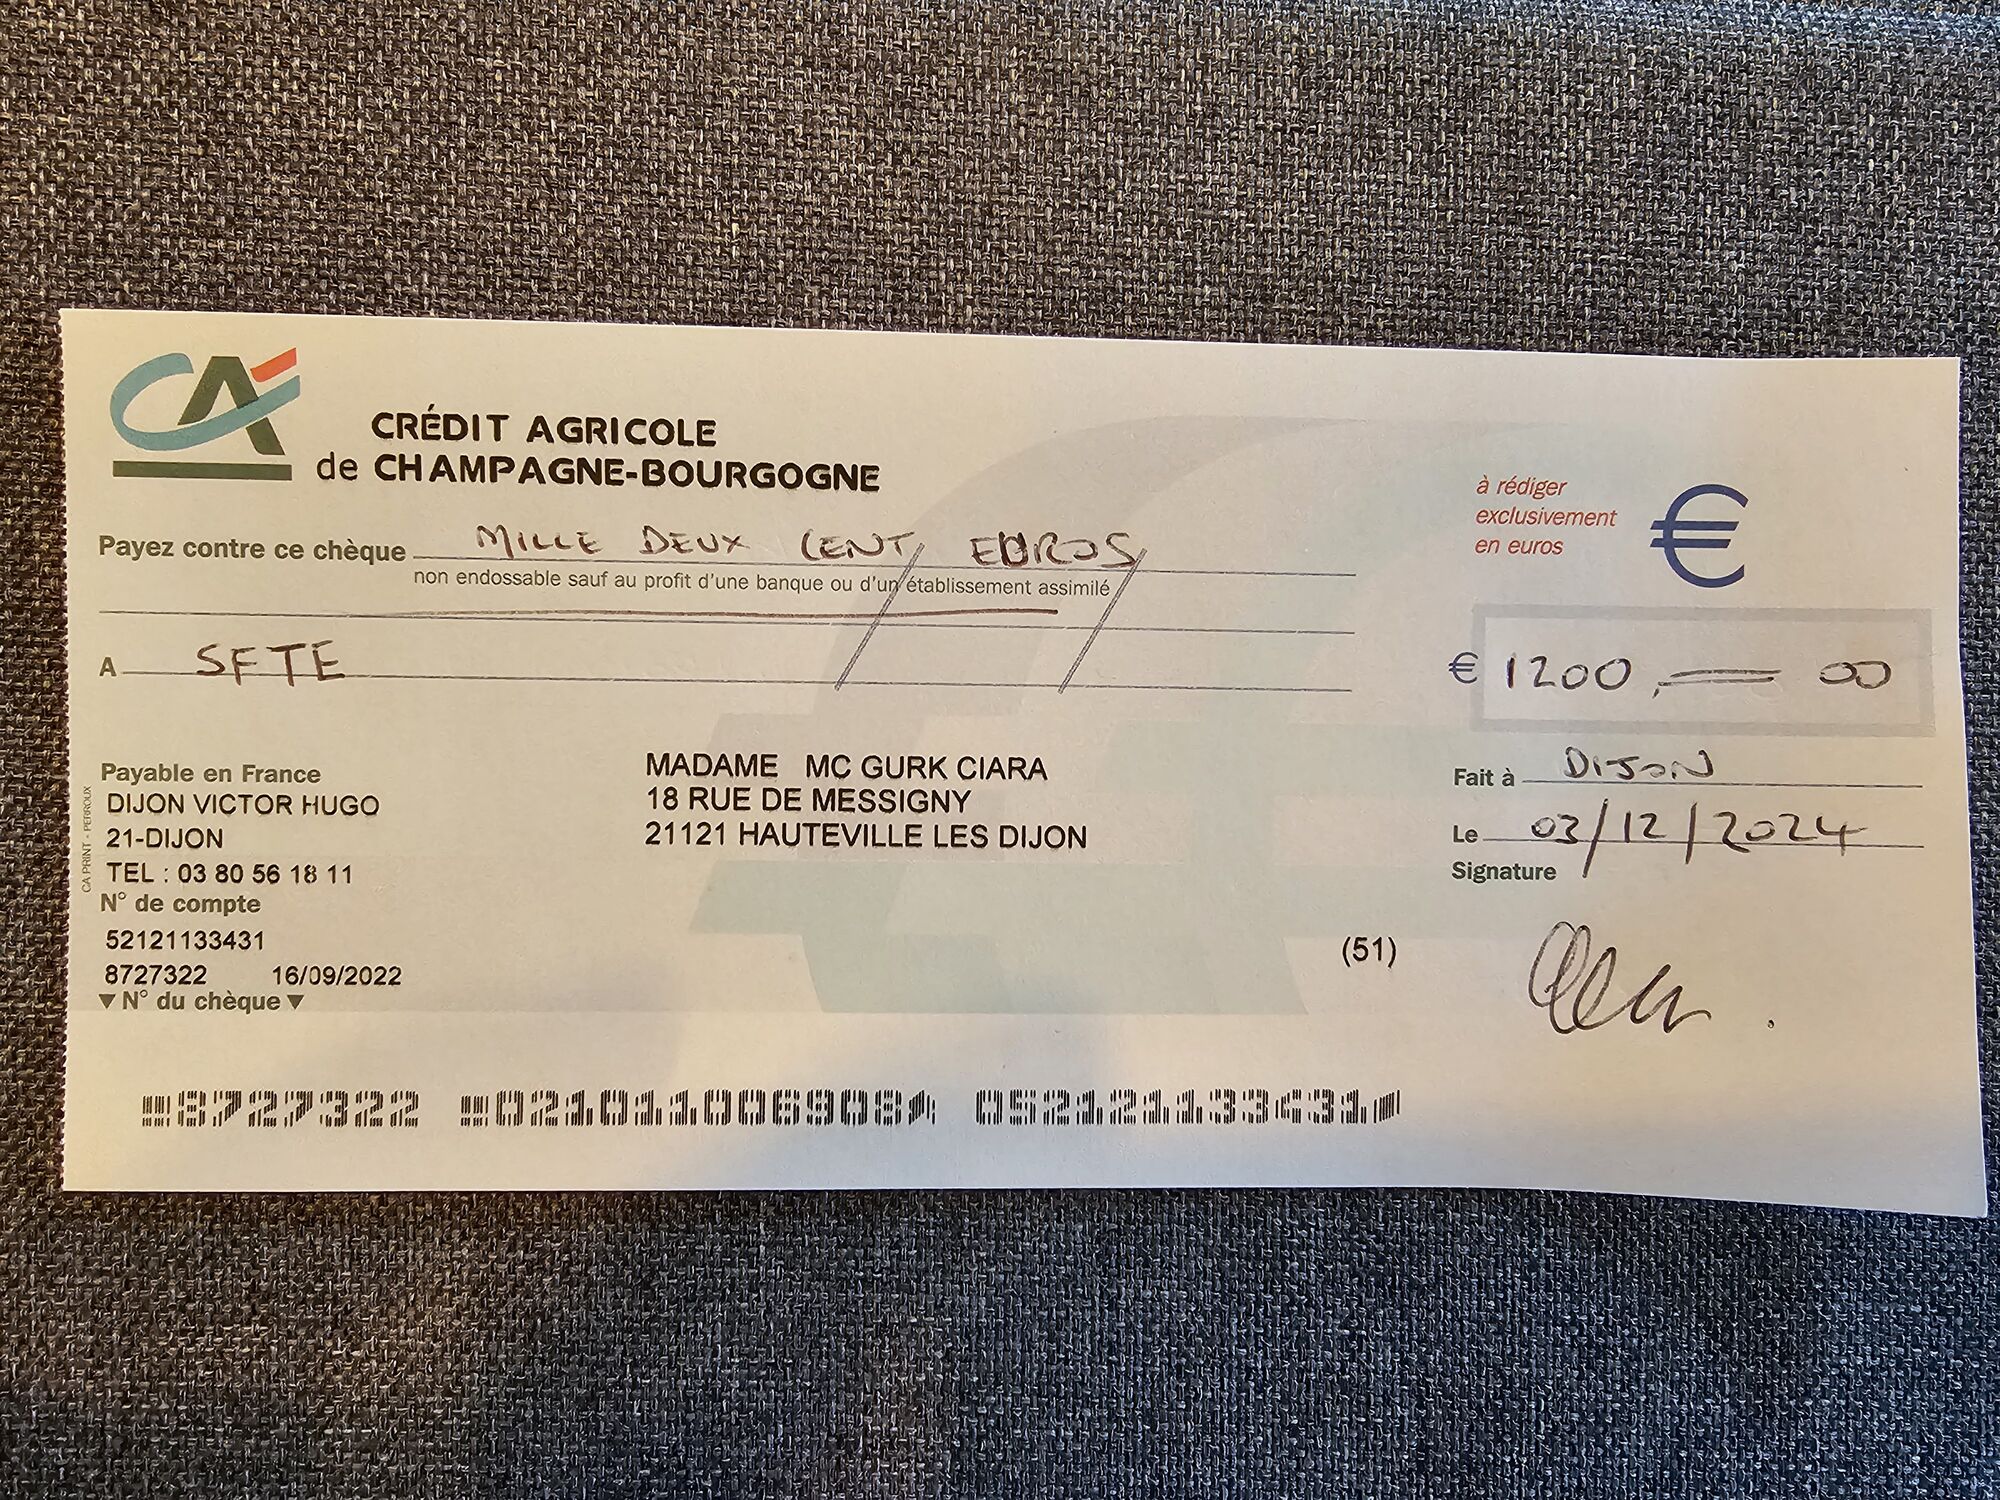 CA
CRÉDIT AGRICOLE
de CHAMPAGNE-BOURGOGNE
à rédiger
exclusivement
en euros
€
Payez contre ce chèque MILLE DEUX CENT EUROS
non endossable sauf au profit d'une banque ou d'un établissement assimilé
A SFTE
€ 1200,— 00
Payable en France
DIJON VICTOR HUGO
21-DIJON
TEL : 03 80 56 18 11
N° de compte
52121133431
8727322 16/09/2022
▼ N° du chèque ▼
CA PRINT - PERROUX
MADAME MC GURK CIARA
18 RUE DE MESSIGNY
21121 HAUTEVILLE LES DIJON
(51)
Fait à DIJON
Le 03/12/2024
Signature
8727322 021011006908 052121133431